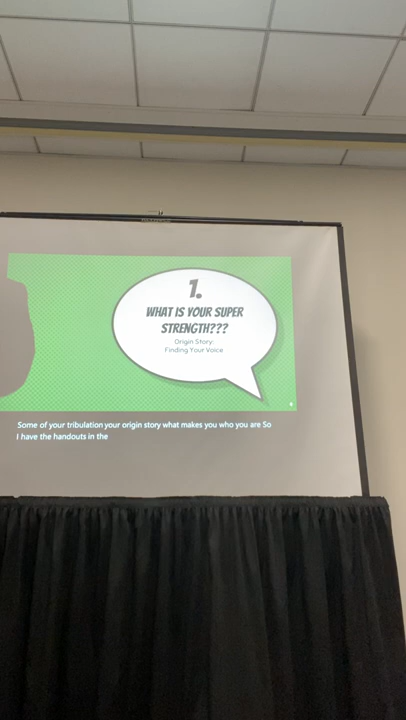 1.
WHAT IS YOUR SUPER
STRENGTH???
Origin Story:
Finding Your Voice
Some of your tribulation your origin story what makes you who you are So
I have the handouts in the